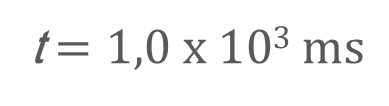 t = 1,0 x 10³ ms